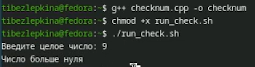 tibezlepkina@fedora:~$ g++ checknum.cpp -o checknum
tibezlepkina@fedora:~$ chmod +x run_check.sh
tibezlepkina@fedora:~$ ./run_check.sh
Введите целое число: 9
Число больше нуля